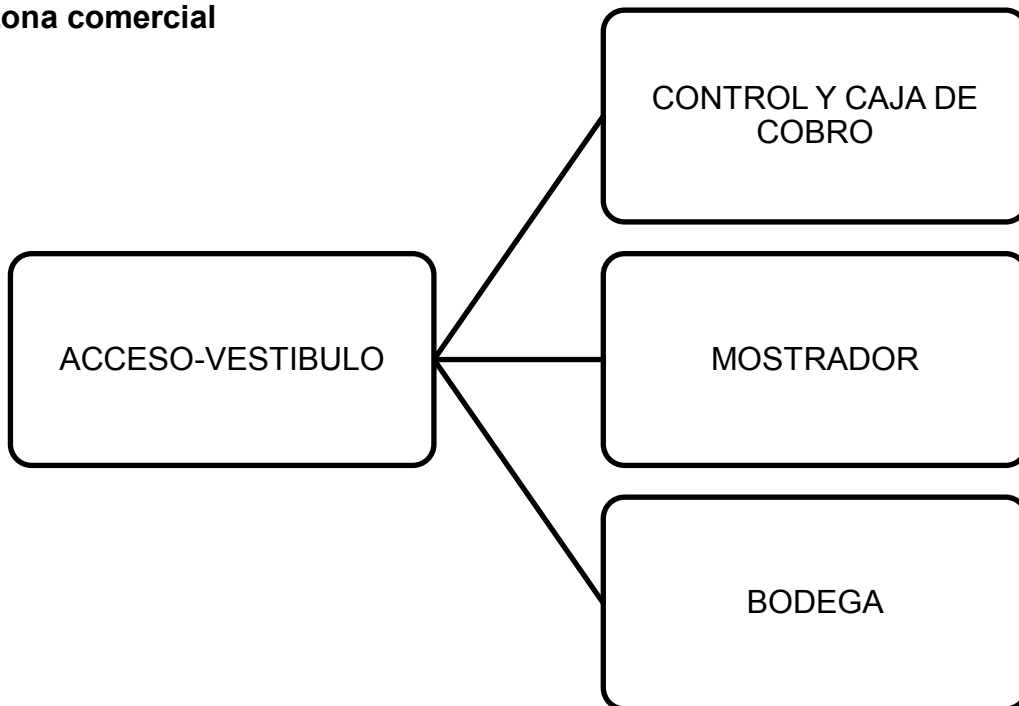 ona comercial
CONTROL Y CAJA DE
COBRO
ACCESO-VESTIBULO
MOSTRADOR
BODEGA